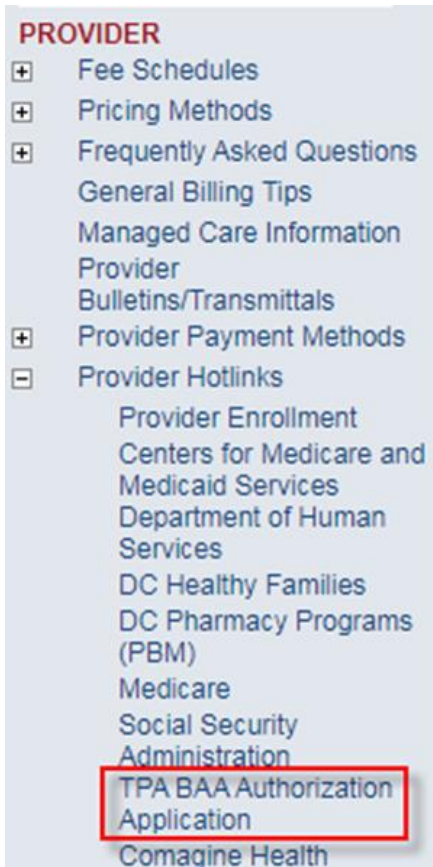 PROVIDER
Fee Schedules
Pricing Methods
Frequently Asked Questions
General Billing Tips
Managed Care Information
Provider
Bulletins/Transmittals
Provider Payment Methods
Provider Hotlinks
Provider Enrollment
Centers for Medicare and
Medicaid Services
Department of Human
Services
DC Healthy Families
DC Pharmacy Programs
(PBM)
Medicare
Social Security
Administration
TPA BAA Authorization
Application
Comagine Health